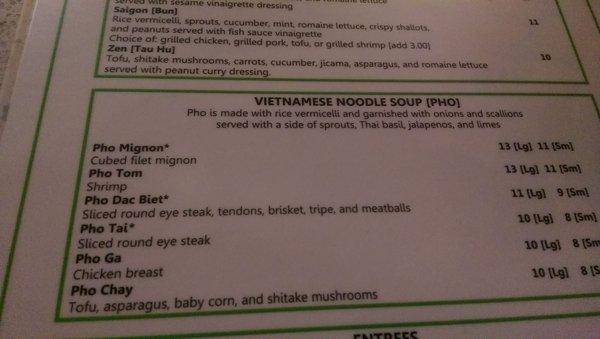 served with sesame vinaigrette dressing
Saigon [Bun]
Rice vermicelli, sprouts, cucumber, mint, romaine lettuce, crispy shallots, 11
and peanuts served with fish sauce vinaigrette
Choice of: grilled chicken, grilled pork, tofu, or grilled shrimp [add 3.00]
Zen [Tau Hu] 10
Tofu, shitake mushrooms, carrots, cucumber, jicama, asparagus, and romaine lettuce
served with peanut curry dressing.
VIETNAMESE NOODLE SOUP [PHO]
Pho is made with rice vermicelli and garnished with onions and scallions
served with a side of sprouts, Thai basil, jalapenos, and limes
Pho Mignon* 13 [Lg] 11 [Sm]
Cubed filet mignon
Pho Tom 13 [Lg] 11 [Sm]
Shrimp
Pho Dac Biet* 11 [Lg] 9 [Sm]
Sliced round eye steak, tendons, brisket, tripe, and meatballs
Pho Tai* 10 [Lg] 8 [Sm]
Sliced round eye steak
Pho Ga 10 [Lg] 8 [Sm
Chicken breast
Pho Chay 10 [Lg] 8 [S
Tofu, asparagus, baby corn, and shitake mushrooms
ENTREES